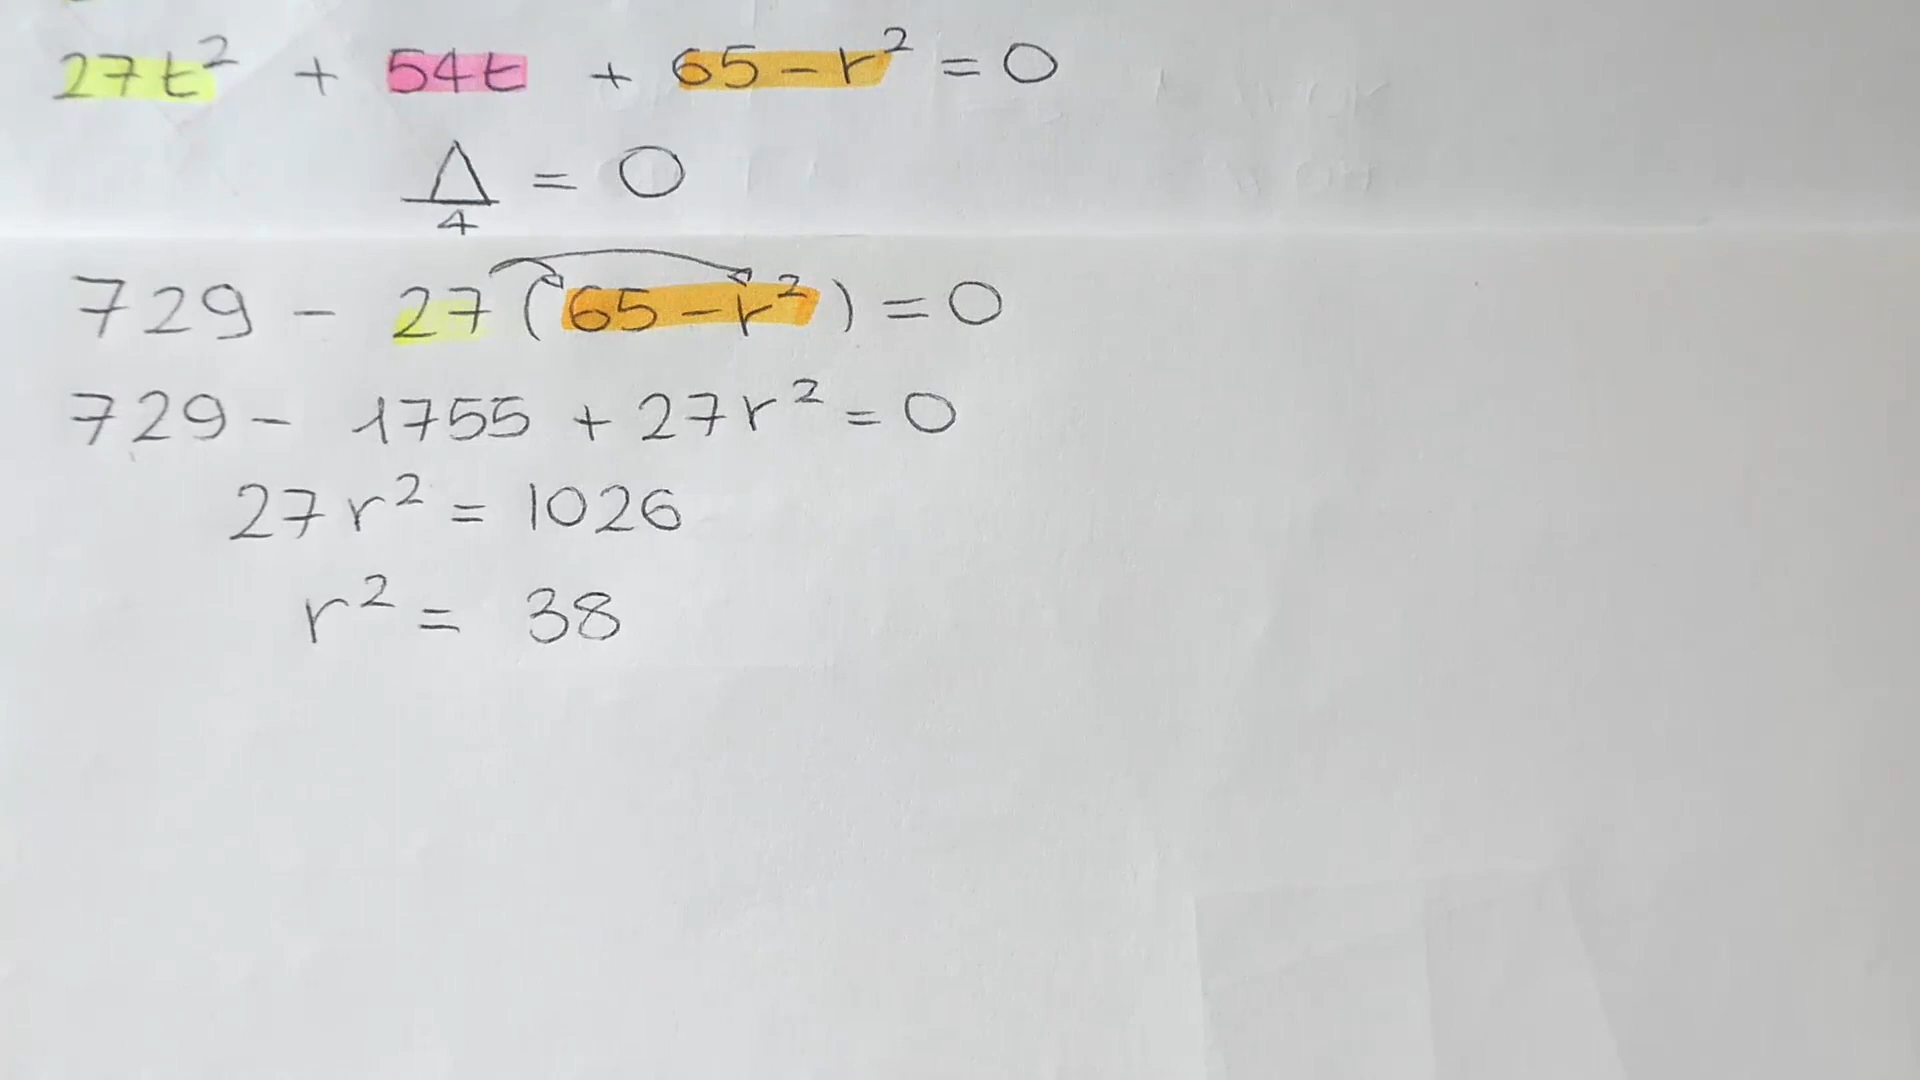 27t² + 54t + 65 - r² = 0
Δ/4 = 0
729 - 27 (65 - r²) = 0
729 - 1755 + 27r² = 0
27r² = 1026
r² = 38